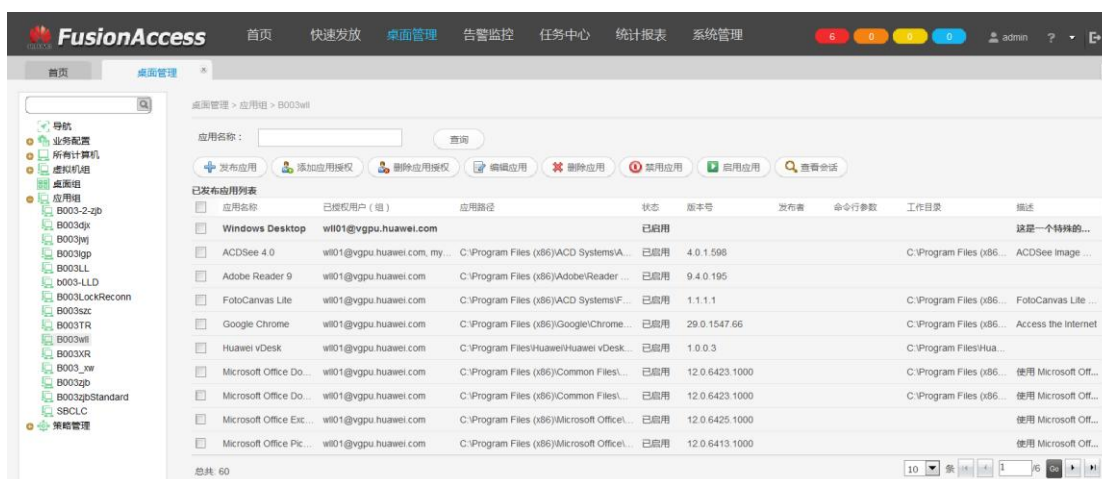 FusionAccess 首页 快速发放 桌面管理 告警监控 任务中心 统计报表 系统管理 6 0 0 0 admin ?
首页 桌面管理
导航
业务配置
所有计算机
虚拟机组
桌面组
应用组
B003-2-zjb
B003djx
B003jwj
B003lgp
B003LL
b003-LLD
B003LockReconn
B003szc
B003TR
B003wll
B003XR
B003_xw
B003zjb
B003zjbStandard
SBCLC
策略管理
桌面管理 > 应用组 > B003wll
应用名称： 查询
发布应用 添加应用授权 删除应用授权 编辑应用 删除应用 禁用应用 启用应用 查看会话
已发布应用列表
应用名称 已授权用户（组） 应用路径 状态 版本号 发布者 命令行参数 工作目录 描述
Windows Desktop wll01@vgpu.huawei.com 已启用 这是一个特殊的...
ACDSee 4.0 wll01@vgpu.huawei.com, my... C:\Program Files (x86)\ACD Systems\A... 已启用 4.0.1.598 C:\Program Files (x86... ACDSee Image ...
Adobe Reader 9 wll01@vgpu.huawei.com C:\Program Files (x86)\Adobe\Reader ... 已启用 9.4.0.195
FotoCanvas Lite wll01@vgpu.huawei.com C:\Program Files (x86)\ACD Systems\F... 已启用 1.1.1.1 C:\Program Files (x86... FotoCanvas Lite ...
Google Chrome wll01@vgpu.huawei.com C:\Program Files (x86)\Google\Chrome... 已启用 29.0.1547.66 C:\Program Files (x86... Access the Internet
Huawei vDesk wll01@vgpu.huawei.com C:\Program Files\Huawei\Huawei vDesk... 已启用 1.0.0.3 C:\Program Files\Hua...
Microsoft Office Do... wll01@vgpu.huawei.com C:\Program Files (x86)\Common Files\... 已启用 12.0.6423.1000 C:\Program Files (x86... 使用 Microsoft Off...
Microsoft Office Do... wll01@vgpu.huawei.com C:\Program Files (x86)\Common Files\... 已启用 12.0.6423.1000 C:\Program Files (x86... 使用 Microsoft Off...
Microsoft Office Exc... wll01@vgpu.huawei.com C:\Program Files (x86)\Microsoft Office\... 已启用 12.0.6425.1000 使用 Microsoft Off...
Microsoft Office Pic... wll01@vgpu.huawei.com C:\Program Files (x86)\Microsoft Office\... 已启用 12.0.6413.1000 使用 Microsoft Off...
总共 60 10 条 1 /6 Go